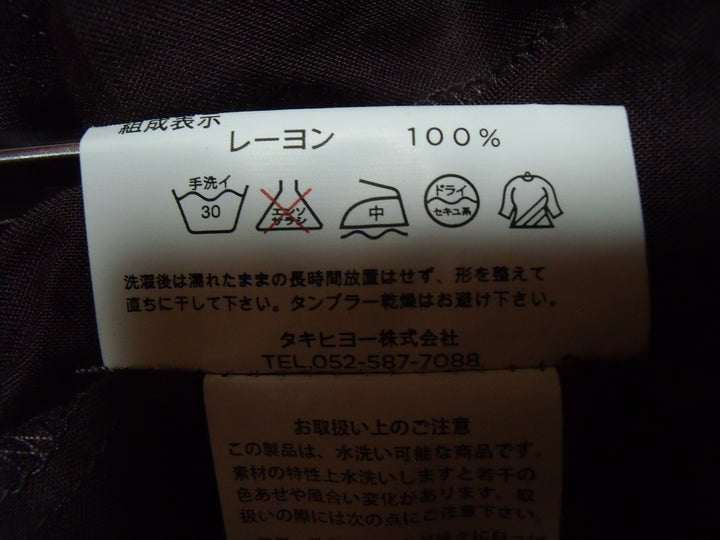 組成表示
レーヨン 100%
手洗イ
30
エンソ
サラシ
中
ドライ
セキユ系
洗濯後は濡れたままの長時間放置はせず、形を整えて
直ちに干して下さい。タンブラー乾燥はお避け下さい。
タキヒヨー株式会社
TEL.052-587-7088
お取扱い上のご注意
この製品は、水洗い可能な商品です。
素材の特性上水洗いしますと若干の
色あせや風合い変化があります。取
扱いの際には次の点にご注意下さい。